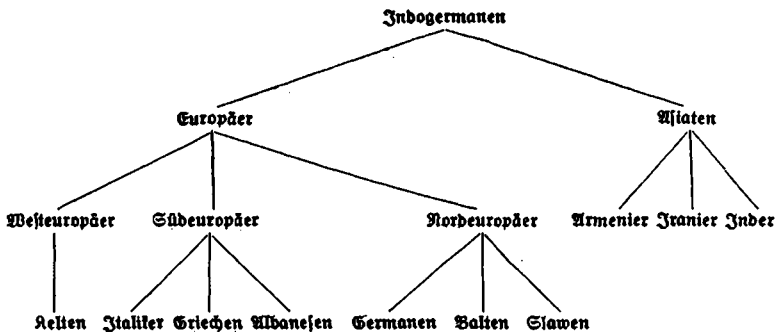 Indogermanen
Europäer Asiaten
Westeuropäer Südeuropäer Nordeuropäer Armenier Iranier Inder
Kelten Italiker Griechen Albanesen Germanen Balten Slawen